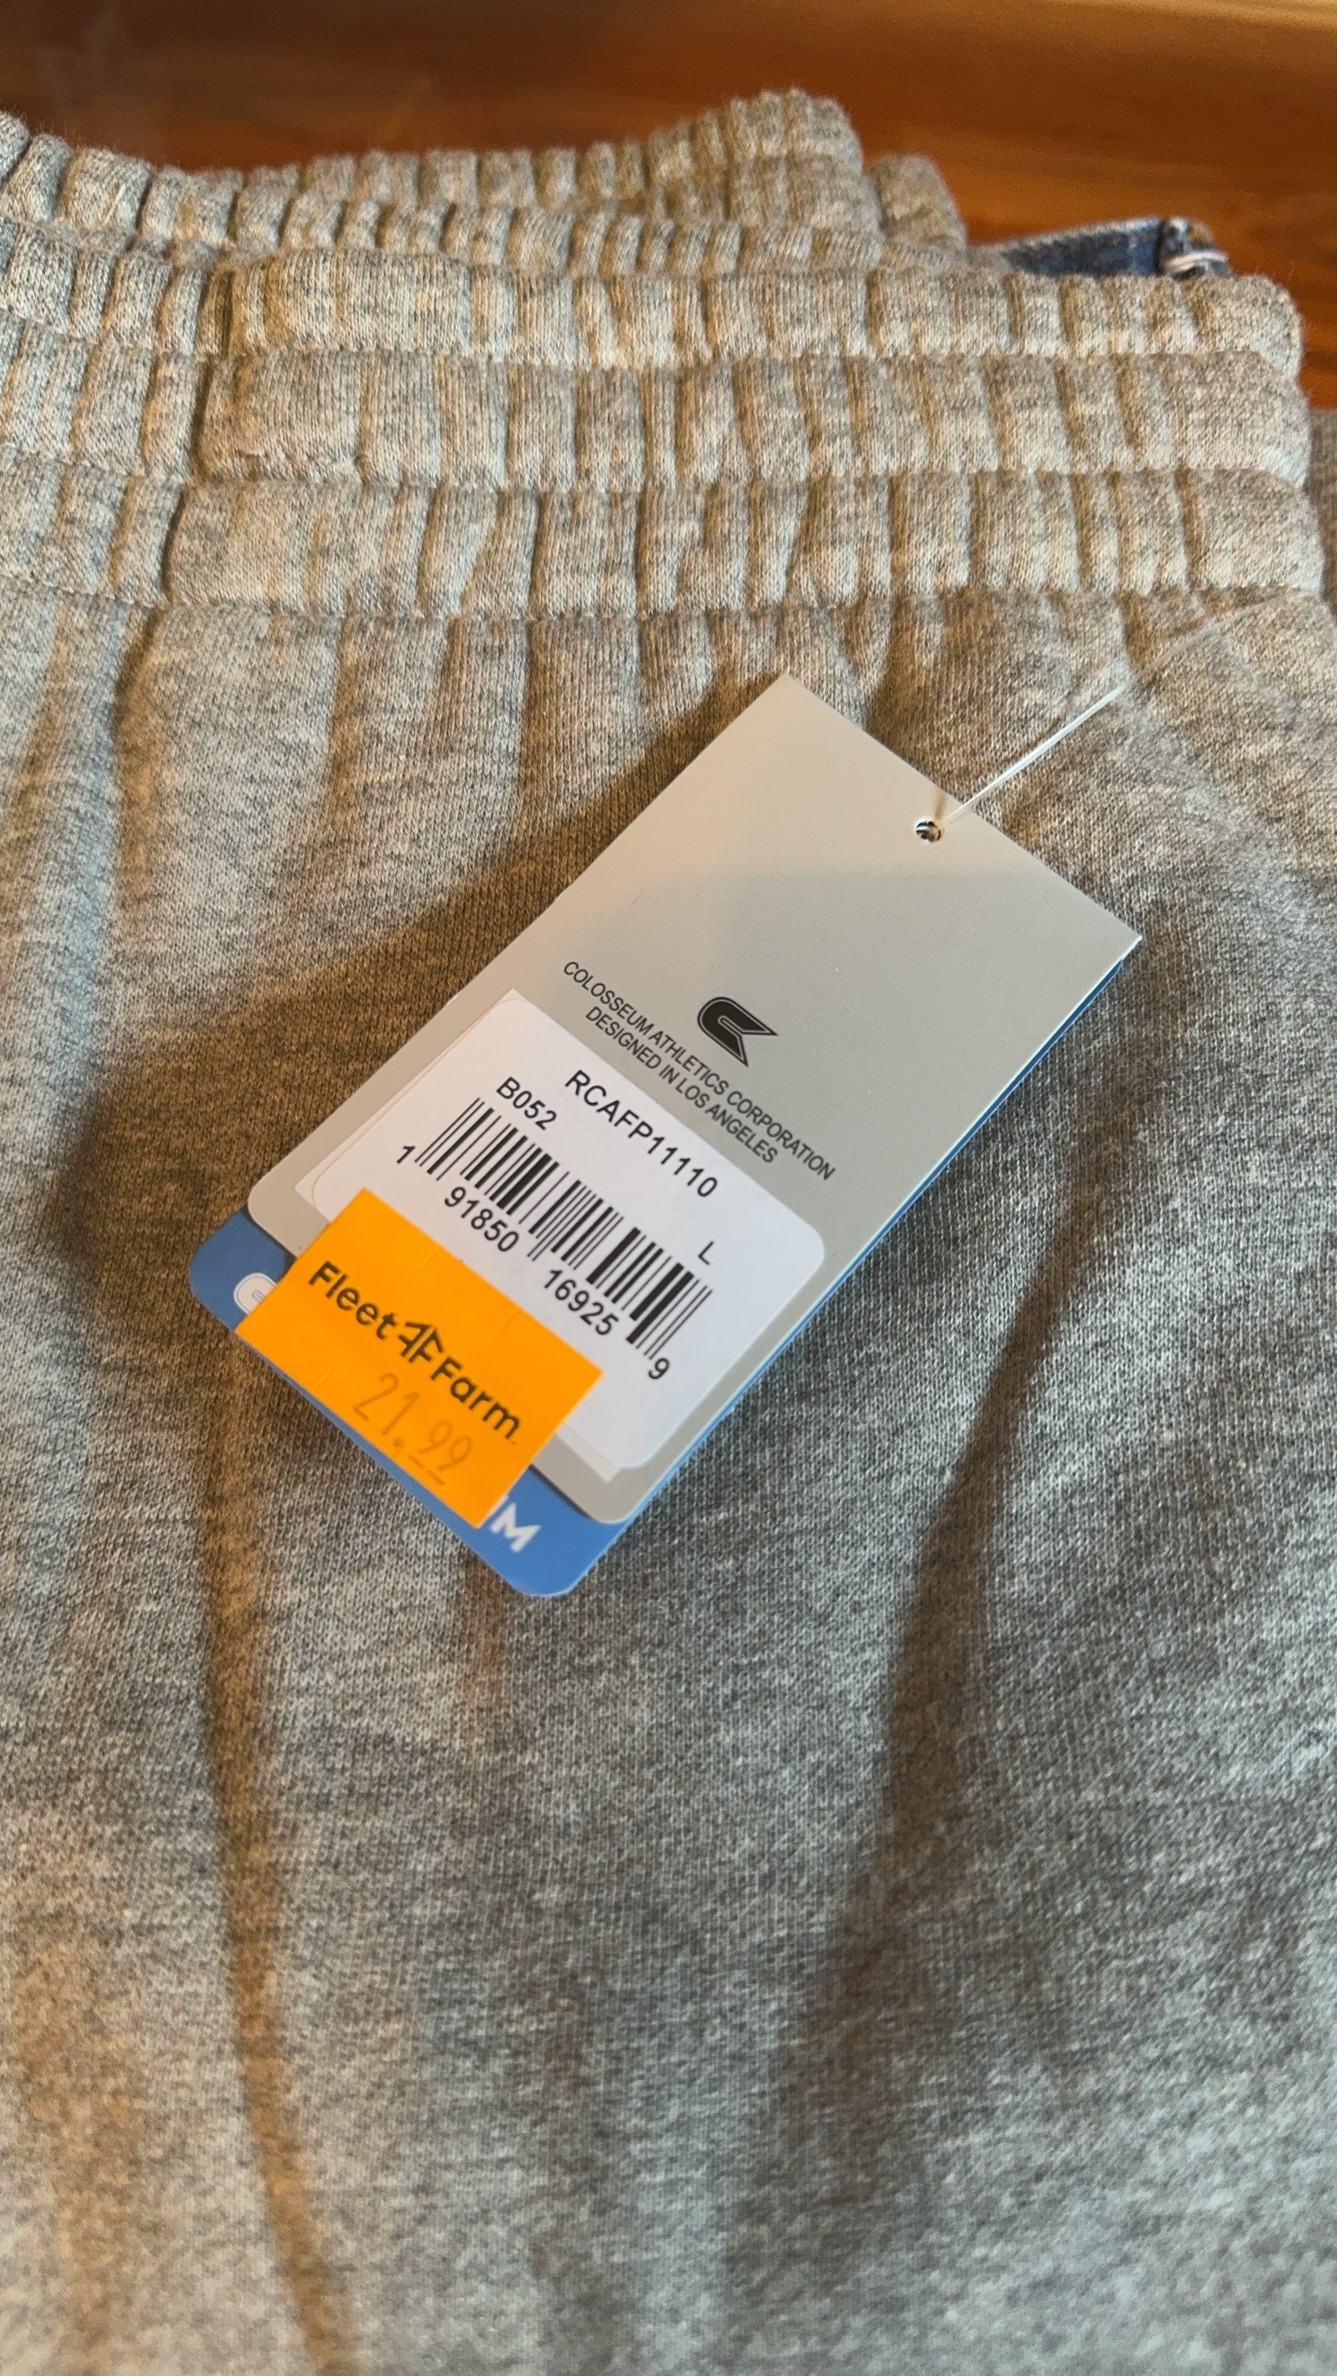 COLOSSEUM ATHLETICS CORPORATION
DESIGNED IN LOS ANGELES
RCAFP11110
B052
L
1 91850 16925 9
Fleet Farm
21.99
M